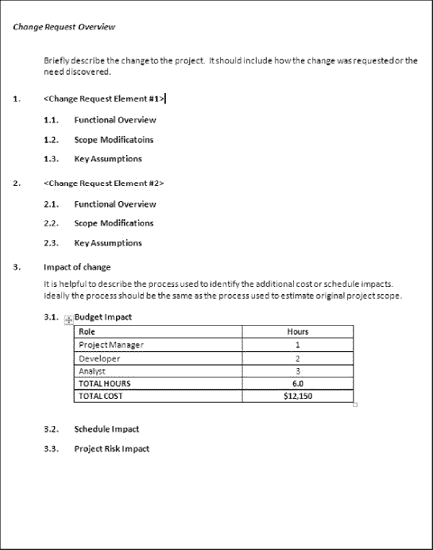 Change Request Overview
Briefly describe the change to the project. It should include how the change was requested or the
need discovered.
1. <Change Request Element #1>
1.1. Functional Overview
1.2. Scope Modificatoins
1.3. Key Assumptions
2. <Change Request Element #2>
2.1. Functional Overview
2.2. Scope Modifications
2.3. Key Assumptions
3. Impact of change
It is helpful to describe the process used to identify the additional cost or schedule impacts.
Ideally the process should be the same as the process used to estimate original project scope.
3.1. Budget Impact
Role Hours
Project Manager 1
Developer 2
Analyst 3
TOTAL HOURS 6.0
TOTAL COST $12,150
3.2. Schedule Impact
3.3. Project Risk Impact